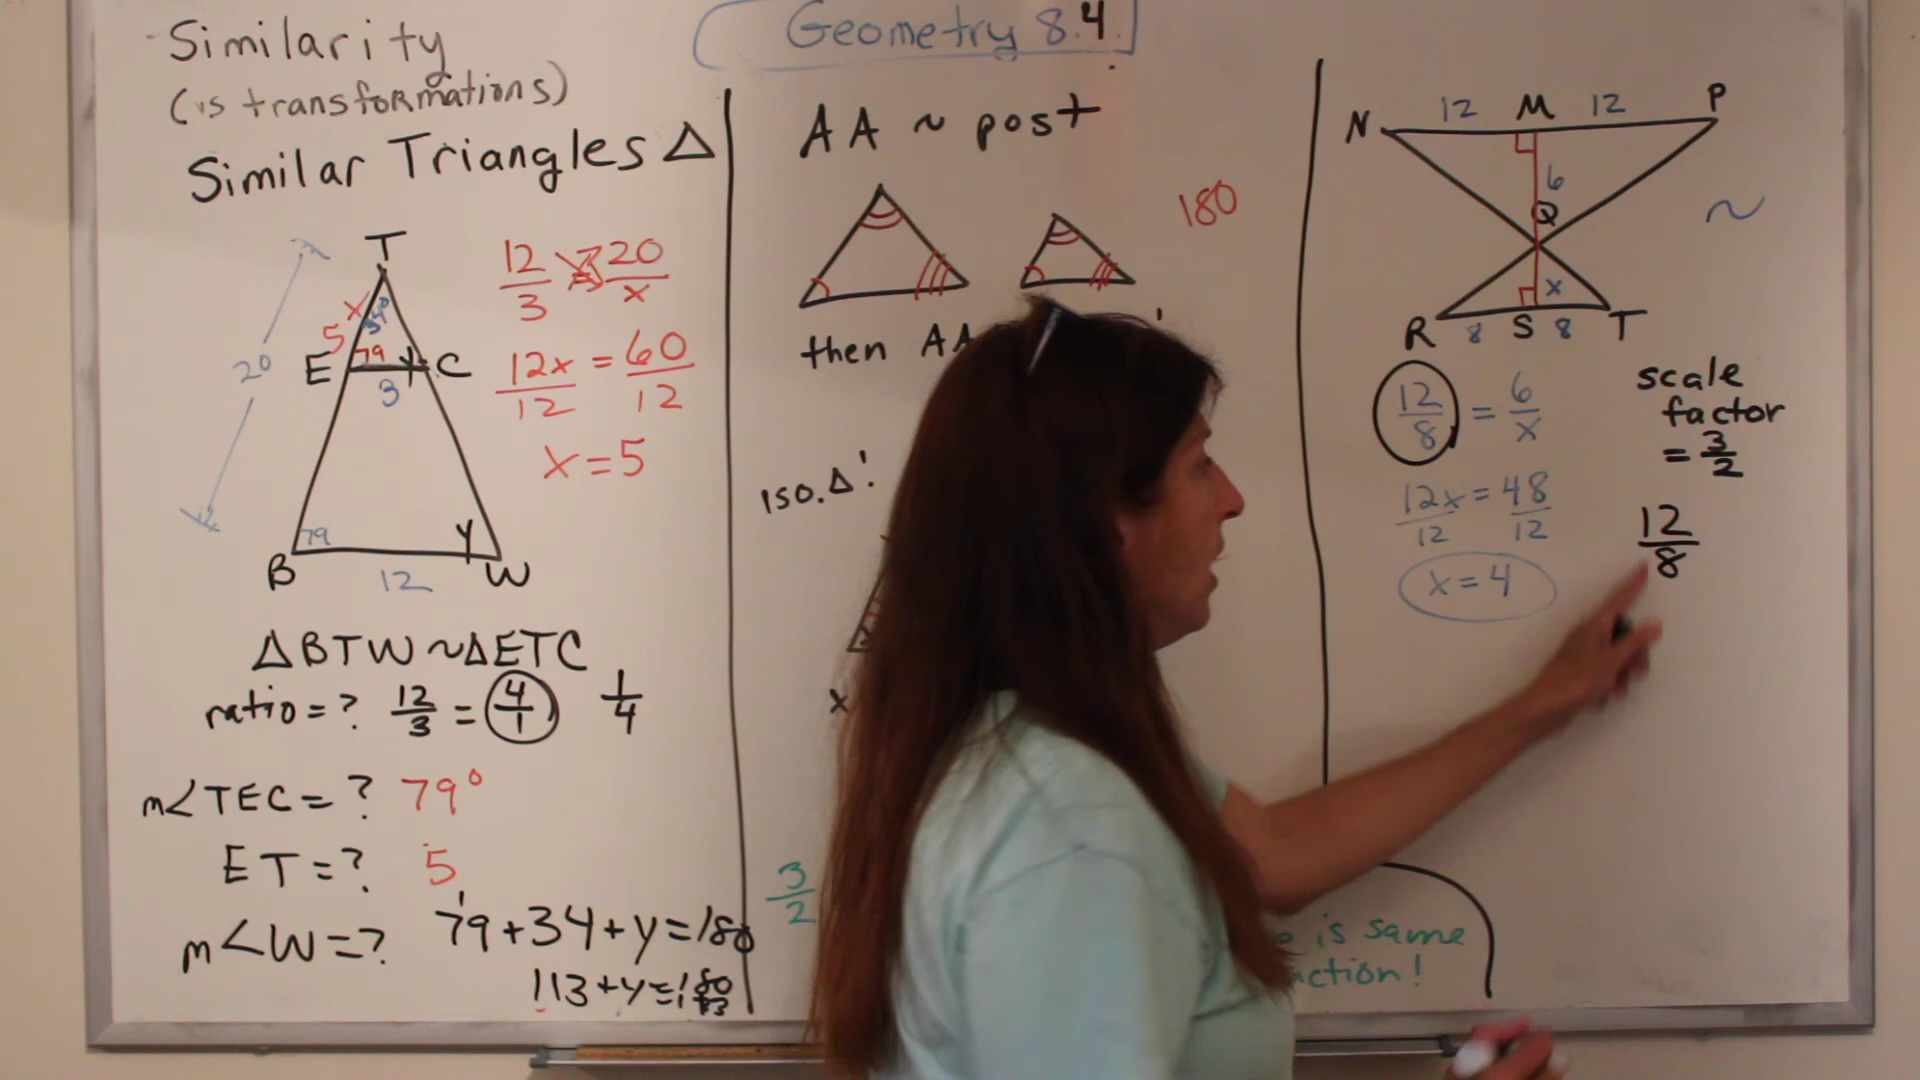 Similarity
(is transformations)
Similar Triangles △
T
x
5
34°
79
E
C
3
20
79
y
B
12
W
12/3 = 20/x
12x/12 = 60/12
x = 5
△BTW ~ △ETC
ratio = ? 12/3 = 4/1 1/4
m∠TEC = ? 79°
ET = ? 5
m∠W = ? 79 + 34 + y = 180
113 + y = 180
Geometry 8.4
AA ~ post
180
then AA
ISO. △!
x
3/2
is same
N 12 M 12 P
6
Q
~
x
R 8 S 8 T
12/8 = 6/x
12x/12 = 48/12
x = 4
scale
factor
= 3/2
12/8